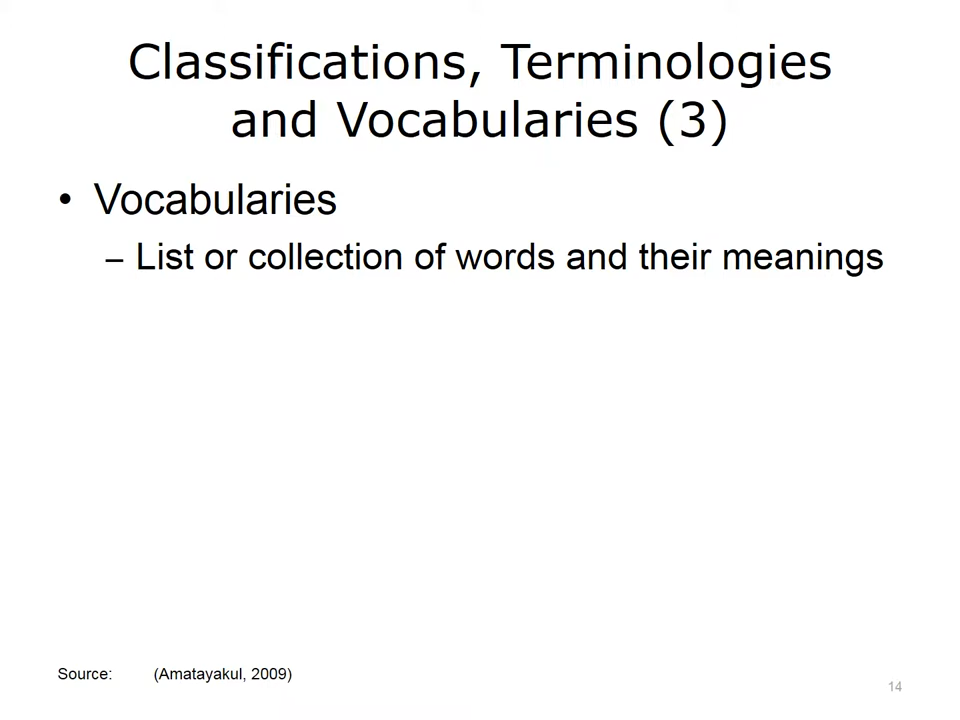 Classifications, Terminologies
and Vocabularies (3)
• Vocabularies
– List or collection of words and their meanings
Source: (Amatayakul, 2009)
14